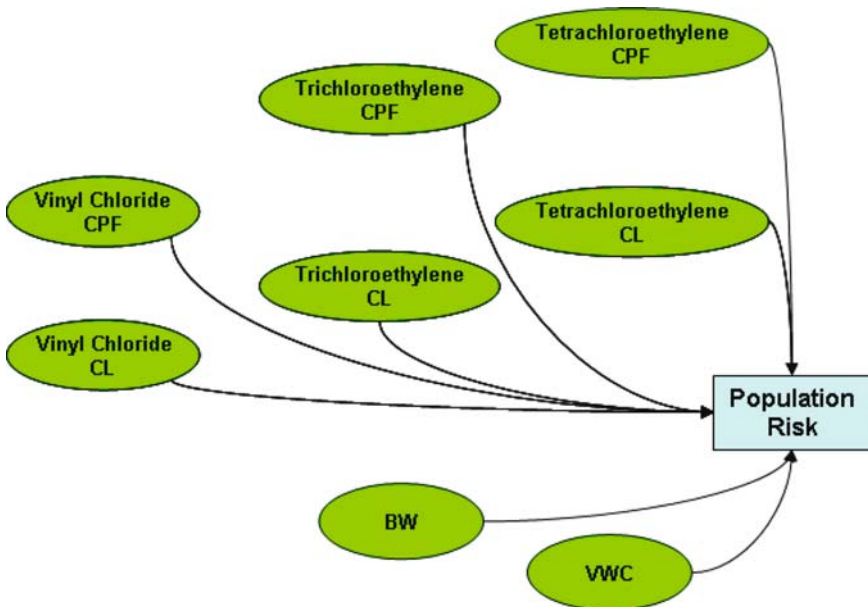 Tetrachloroethylene
CPF
Trichloroethylene
CPF
Vinyl Chloride
CPF
Tetrachloroethylene
CL
Trichloroethylene
CL
Vinyl Chloride
CL
Population
Risk
BW
VWC